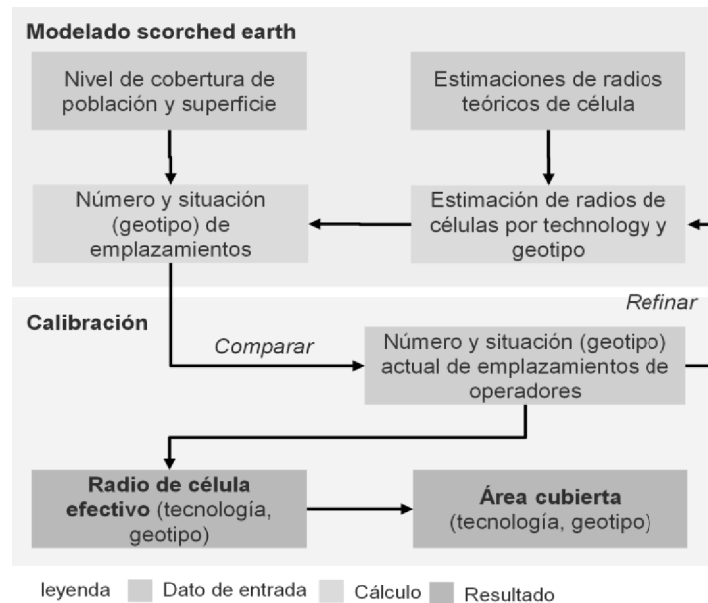 Modelado scorched earth
Nivel de cobertura de
población y superficie
Estimaciones de radios
teóricos de célula
Número y situación
(geotipo) de
emplazamientos
Estimación de radios de
células por technology y
geotipo
Refinar
Calibración
Comparar
Número y situación (geotipo)
actual de emplazamientos de
operadores
Radio de célula
efectivo (tecnología,
geotipo)
Área cubierta
(tecnología, geotipo)
leyenda Dato de entrada Cálculo Resultado